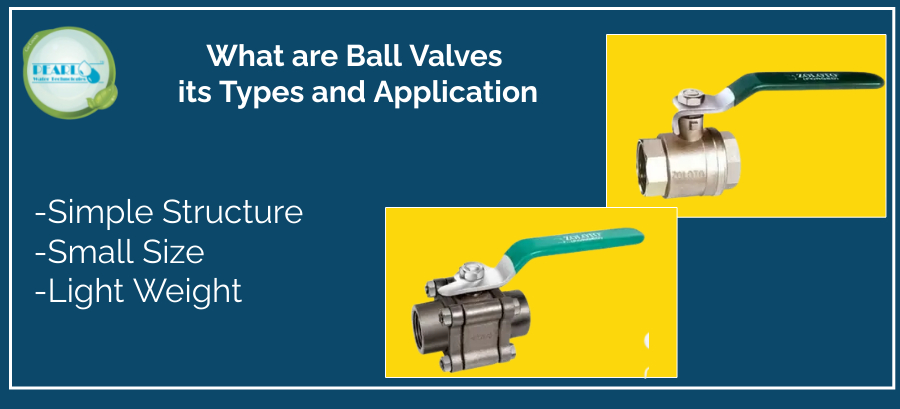 PEARL
Water Technologies
What are Ball Valves
its Types and Application
-Simple Structure
-Small Size
-Light Weight
ZOLOTO
ZOLOTO
ZOLOTO